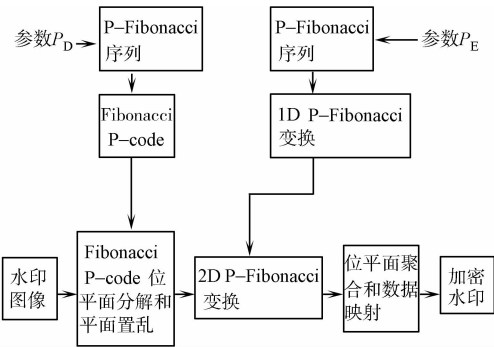 参数PD
P–Fibonacci
序列
P–Fibonacci
序列
参数PE
Fibonacci
P–code
1D P–Fibonacci
变换
水印
图像
Fibonacci
P–code 位
平面分解和
平面置乱
2D P–Fibonacci
变换
位平面聚
合和数据
映射
加密
水印